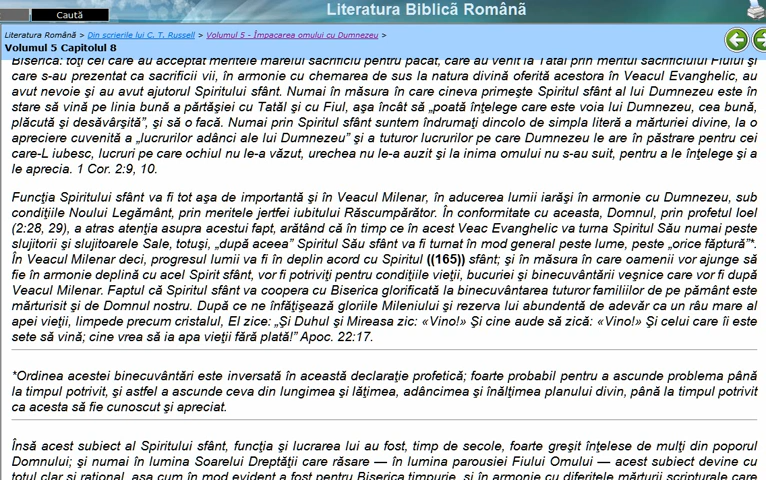 Literatura Biblică Română
Caută
Literatura Română > Din scrierile lui C. T. Russell > Volumul 5 - Împacarea omului cu Dumnezeu >
Volumul 5 Capitolul 8
Biserica: toţi cei care au acceptat meritele marelui sacrificiu pentru păcat, care au venit la Tatăl prin meritul sacrificiului Fiului şi
care s-au prezentat ca sacrificii vii, în armonie cu chemarea de sus la natura divină oferită acestora în Veacul Evanghelic, au
avut nevoie şi au avut ajutorul Spiritului sfânt. Numai în măsura în care cineva primeşte Spiritul sfânt al lui Dumnezeu este în
stare să vină pe linia bună a părtăşiei cu Tatăl şi cu Fiul, aşa încât să „poată înţelege care este voia lui Dumnezeu, cea bună,
plăcută şi desăvârşită”, şi să o facă. Numai prin Spiritul sfânt suntem îndrumaţi dincolo de simpla literă a mărturiei divine, la o
apreciere cuvenită a „lucrurilor adânci ale lui Dumnezeu” şi a tuturor lucrurilor pe care Dumnezeu le are în păstrare pentru cei
care-L iubesc, lucruri pe care ochiul nu le-a văzut, urechea nu le-a auzit şi la inima omului nu s-au suit, pentru a le înţelege şi a
le aprecia. 1 Cor. 2:9, 10.
Funcţia Spiritului sfânt va fi tot aşa de importantă şi în Veacul Milenar, în aducerea lumii iarăşi în armonie cu Dumnezeu, sub
condiţiile Noului Legământ, prin meritele jertfei iubitului Răscumpărător. În conformitate cu aceasta, Domnul, prin profetul Ioel
(2:28, 29), a atras atenţia asupra acestui fapt, arătând că în timp ce în acest Veac Evanghelic va turna Spiritul Său numai peste
slujitorii şi slujitoarele Sale, totuşi, „după aceea” Spiritul Său sfânt va fi turnat în mod general peste lume, peste „orice făptură”*.
În Veacul Milenar deci, progresul lumii va fi în deplin acord cu Spiritul ((165)) sfânt; şi în măsura în care oamenii vor ajunge să
fie în armonie deplină cu acel Spirit sfânt, vor fi potriviţi pentru condiţiile vieţii, bucuriei şi binecuvântării veşnice care vor fi după
Veacul Milenar. Faptul că Spiritul sfânt va coopera cu Biserica glorificată la binecuvântarea tuturor familiilor de pe pământ este
mărturisit şi de Domnul nostru. După ce ne înfăţişează gloriile Mileniului şi rezerva lui abundentă de adevăr ca un râu mare al
apei vieţii, limpede precum cristalul, El zice: „Şi Duhul şi Mireasa zic: «Vino!» Şi cine aude să zică: «Vino!» Şi celui care îi este
sete să vină; cine vrea să ia apa vieţii fără plată!” Apoc. 22:17.
*Ordinea acestei binecuvântări este inversată în această declaraţie profetică; foarte probabil pentru a ascunde problema până
la timpul potrivit, şi astfel a ascunde ceva din lungimea şi lăţimea, adâncimea şi înălţimea planului divin, până la timpul potrivit
ca acesta să fie cunoscut şi apreciat.
Însă acest subiect al Spiritului sfânt, funcţia şi lucrarea lui au fost, timp de secole, foarte greşit înţelese de mulţi din poporul
Domnului; şi numai în lumina Soarelui Dreptăţii care răsare — în lumina parousiei Fiului Omului — acest subiect devine cu
totul clar şi raţional, aşa cum în mod evident a fost pentru Biserica timpurie, şi în armonie cu diferitele mărturii scripturale care